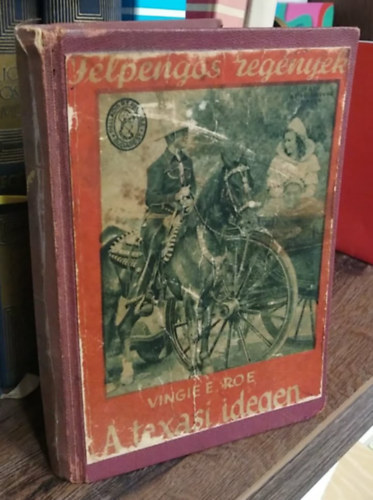 Félpengős regények
VINGIE E. ROE
A texasi idegen